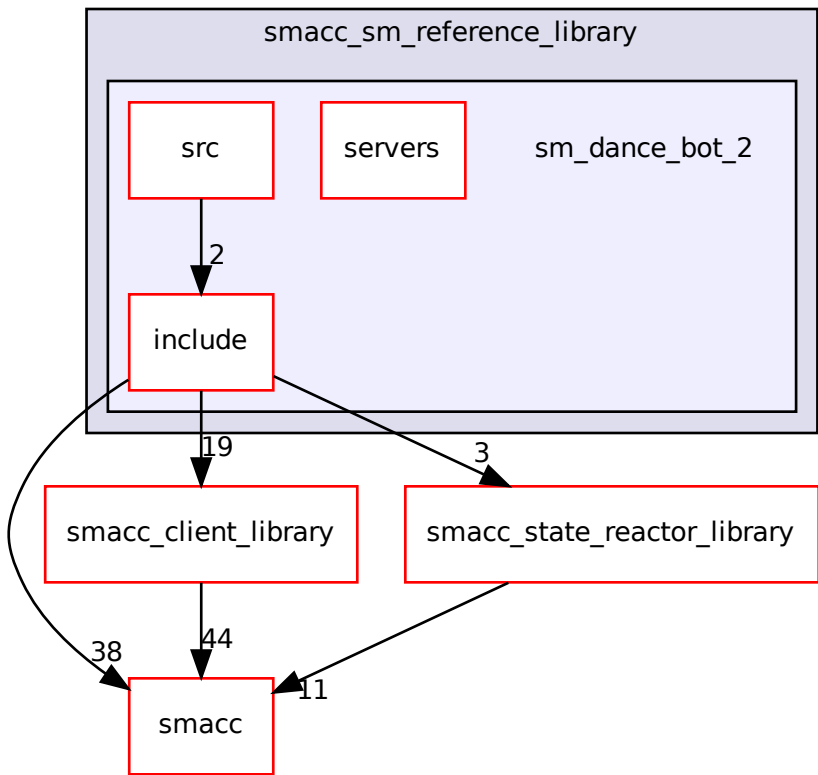 smacc_sm_reference_library
src
servers
sm_dance_bot_2
2
include
19
3
smacc_client_library
smacc_state_reactor_library
38
44
11
smacc